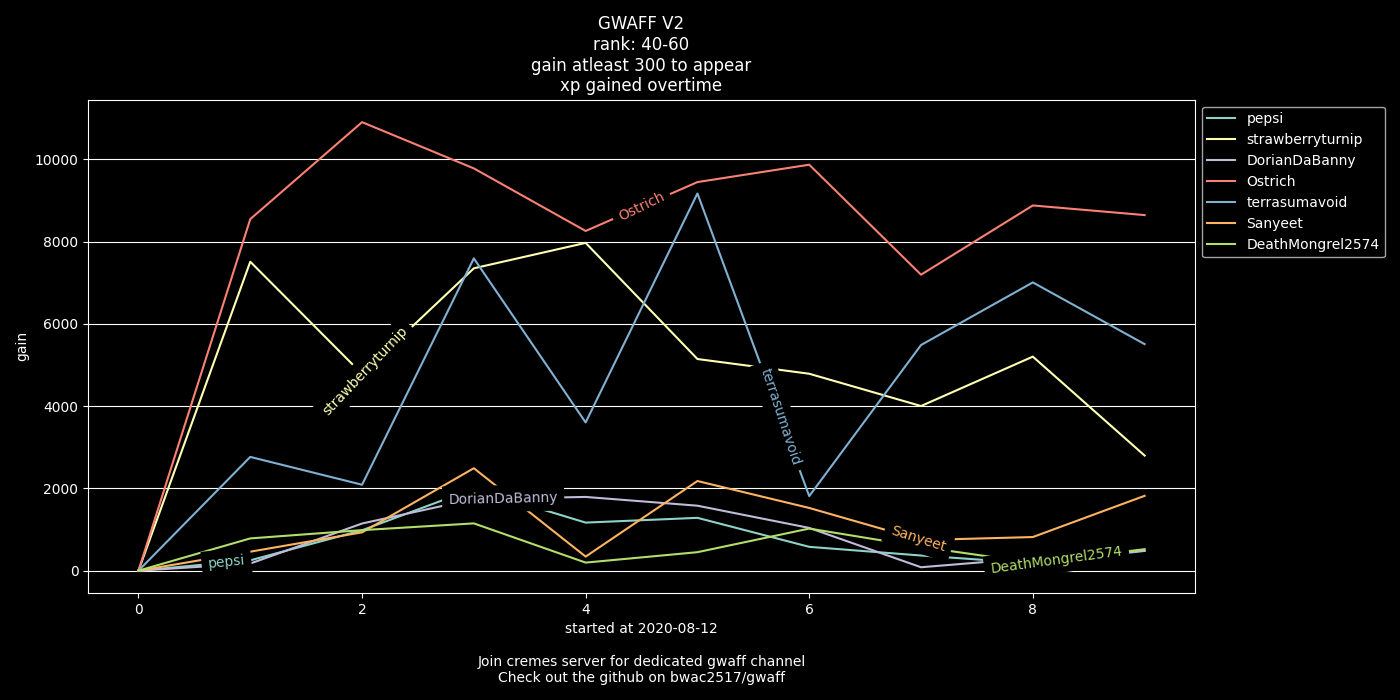 GWAFF V2
rank: 40-60
gain atleast 300 to appear
xp gained overtime
gain
10000
8000
6000
4000
2000
0
0 2 4 6 8
pepsi
strawberryturnip
DorianDaBanny
Ostrich
terrasumavoid
Sanyeet
DeathMongrel2574
pepsi
strawberryturnip
DorianDaBanny
Ostrich
terrasumavoid
Sanyeet
DeathMongrel2574
started at 2020-08-12
Join cremes server for dedicated gwaff channel
Check out the github on bwac2517/gwaff